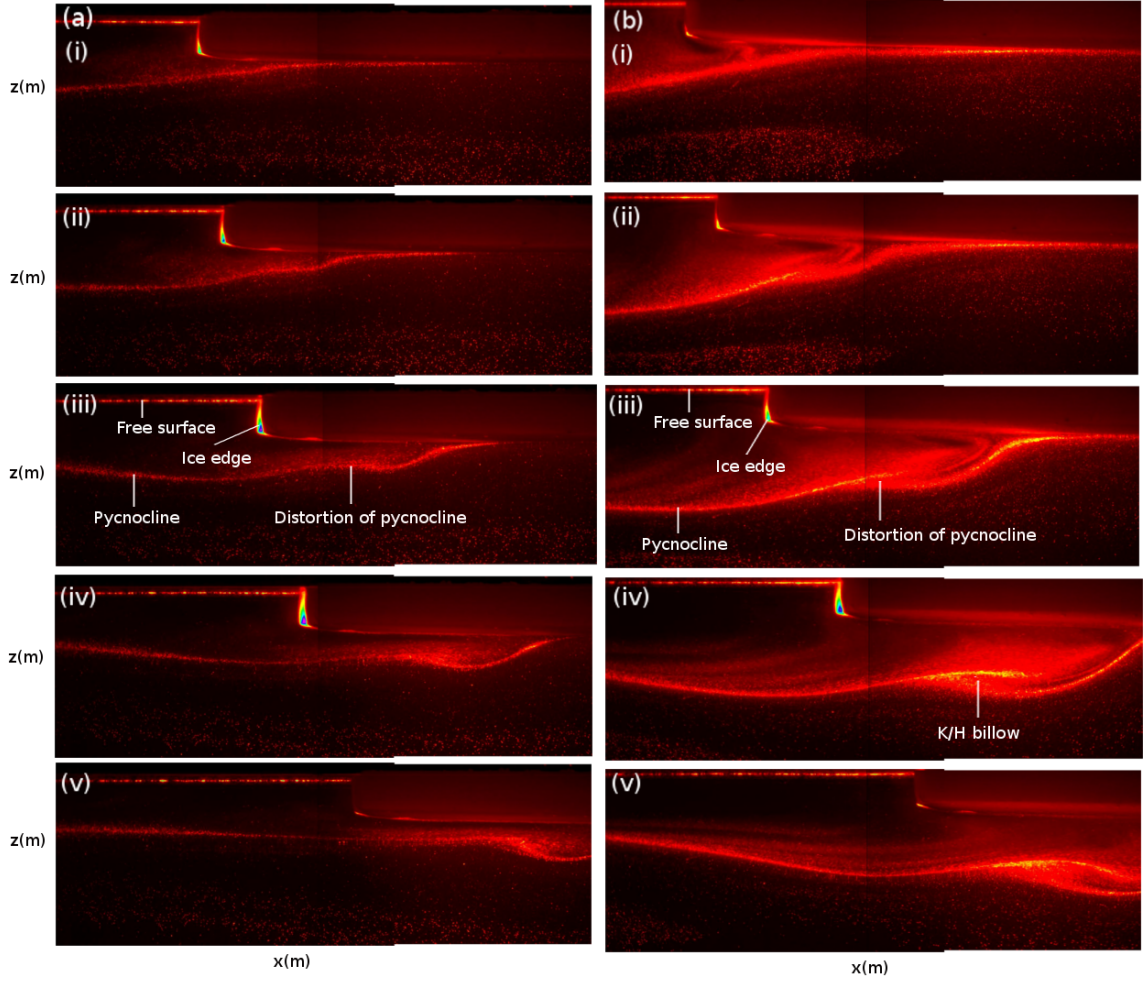 (a)
(i)
z(m)
(ii)
z(m)
(iii)
Free surface
Ice edge
z(m)
Pycnocline
Distortion of pycnocline
(iv)
z(m)
(v)
z(m)
x(m)
(b)
(i)
(ii)
(iii)
Free surface
Ice edge
Pycnocline
Distortion of pycnocline
(iv)
K/H billow
(v)
x(m)